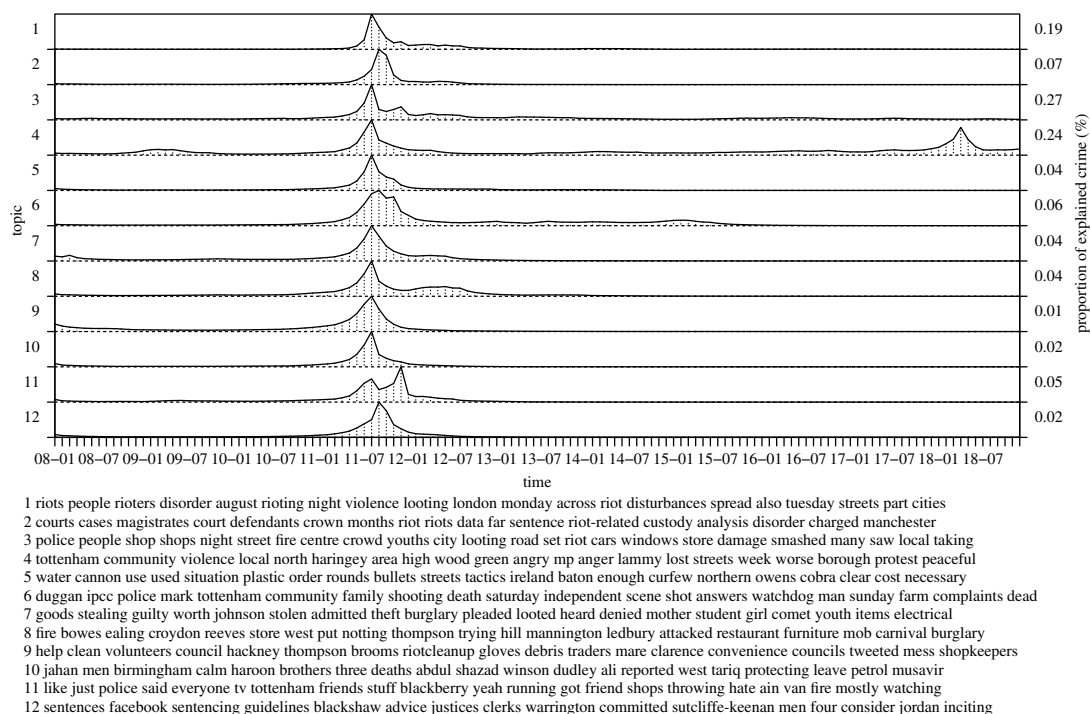 1 0.19
2 0.07
3 0.27
4 0.24
5 0.04
6 0.06
7 0.04
8 0.04
9 0.01
10 0.02
11 0.05
12 0.02
topic
proportion of explained crime (%)
08–01 08–07 09–01 09–07 10–01 10–07 11–01 11–07 12–01 12–07 13–01 13–07 14–01 14–07 15–01 15–07 16–01 16–07 17–01 17–07 18–01 18–07
time
1 riots people rioters disorder august rioting night violence looting london monday across riot disturbances spread also tuesday streets part cities
2 courts cases magistrates court defendants crown months riot riots data far sentence riot-related custody analysis disorder charged manchester
3 police people shop shops night street fire centre crowd youths city looting road set riot cars windows store damage smashed many saw local taking
4 tottenham community violence local north haringey area high wood green angry mp anger lammy lost streets week worse borough protest peaceful
5 water cannon use used situation plastic order rounds bullets streets tactics ireland baton enough curfew northern owens cobra clear cost necessary
6 duggan ipcc police mark tottenham community family shooting death saturday independent scene shot answers watchdog man sunday farm complaints dead
7 goods stealing guilty worth johnson stolen admitted theft burglary pleaded looted heard denied mother student girl comet youth items electrical
8 fire bowes ealing croydon reeves store west put notting thompson trying hill mannington ledbury attacked restaurant furniture mob carnival burglary
9 help clean volunteers council hackney thompson brooms riotcleanup gloves debris traders mare clarence convenience councils tweeted mess shopkeepers
10 jahan men birmingham calm haroon brothers three deaths abdul shazad winson dudley ali reported west tariq protecting leave petrol musavir
11 like just police said everyone tv tottenham friends stuff blackberry yeah running got friend shops throwing hate ain van fire mostly watching
12 sentences facebook sentencing guidelines blackshaw advice justices clerks warrington committed sutcliffe-keenan men four consider jordan inciting